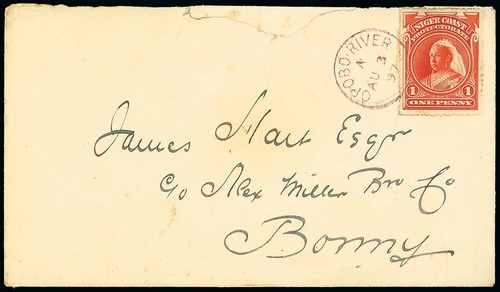 OPOBO·RIVER
A
AU 3
97
NIGER COAST
PROTECTORATE
1 1
ONE PENNY
James Hart Esqr
c/o Alex Miller Bro Co
Bonny